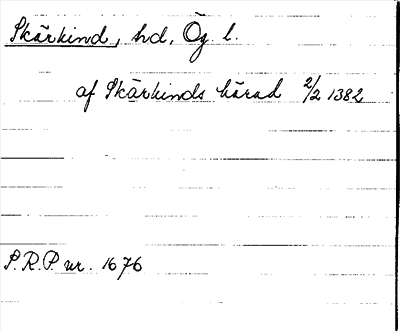 Skärkind, hd, Ög l.
af Skärkinds härad 2/2 1382
S.R.P. nr. 1676